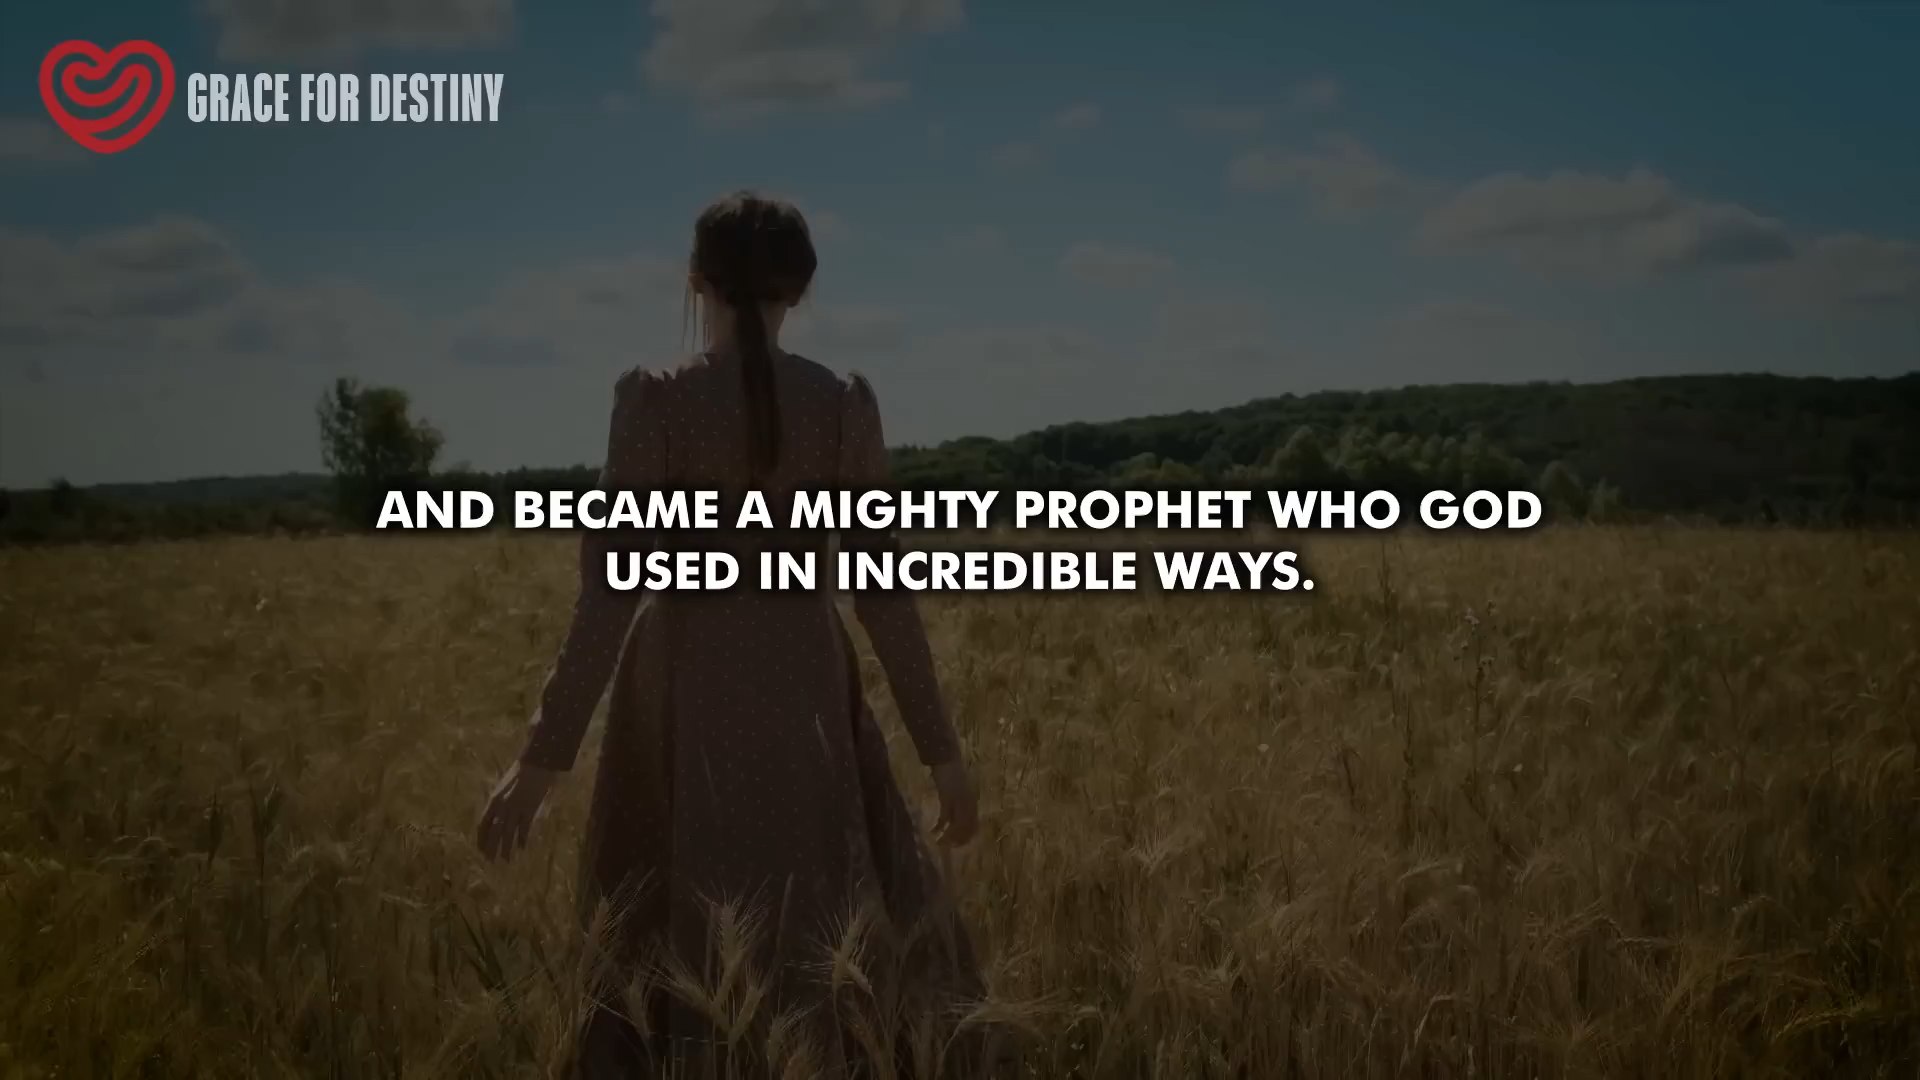 GRACE FOR DESTINY
AND BECAME A MIGHTY PROPHET WHO GOD
USED IN INCREDIBLE WAYS.